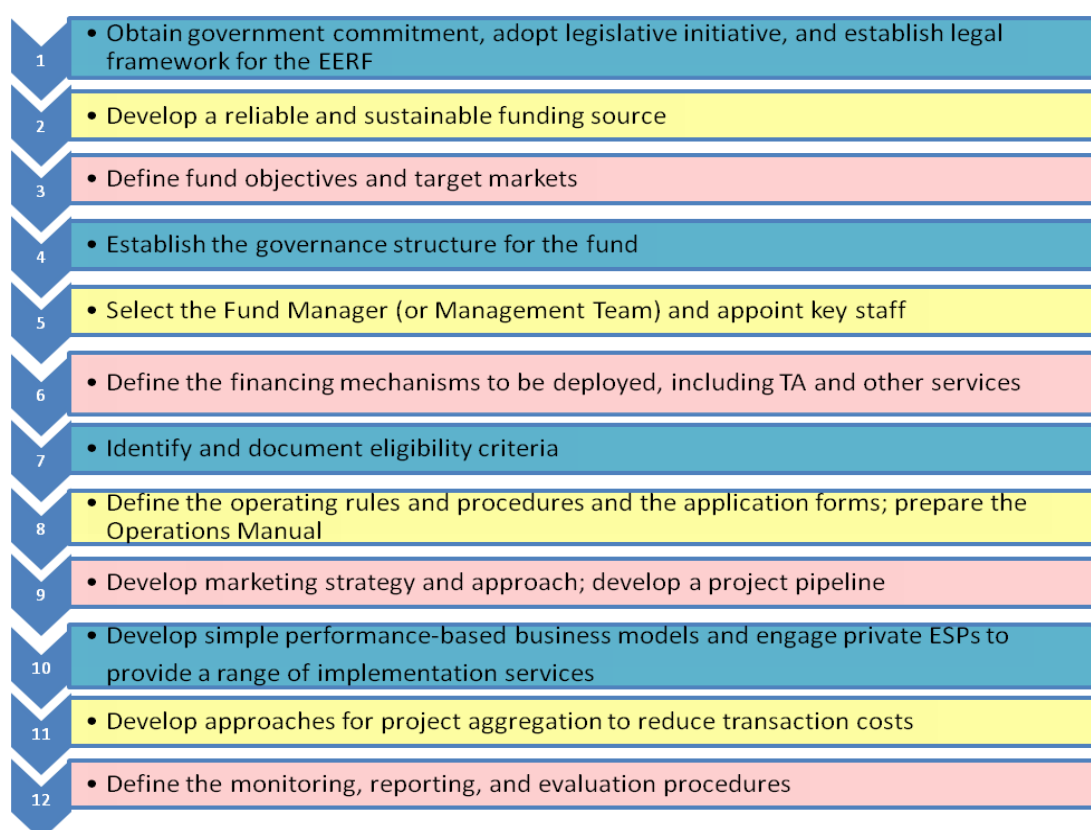 1
• Obtain government commitment, adopt legislative initiative, and establish legal
framework for the EERF
2
• Develop a reliable and sustainable funding source
3
• Define fund objectives and target markets
4
• Establish the governance structure for the fund
5
• Select the Fund Manager (or Management Team) and appoint key staff
6
• Define the financing mechanisms to be deployed, including TA and other services
7
• Identify and document eligibility criteria
8
• Define the operating rules and procedures and the application forms; prepare the
Operations Manual
9
• Develop marketing strategy and approach; develop a project pipeline
10
• Develop simple performance-based business models and engage private ESPs to
provide a range of implementation services
11
• Develop approaches for project aggregation to reduce transaction costs
12
• Define the monitoring, reporting, and evaluation procedures